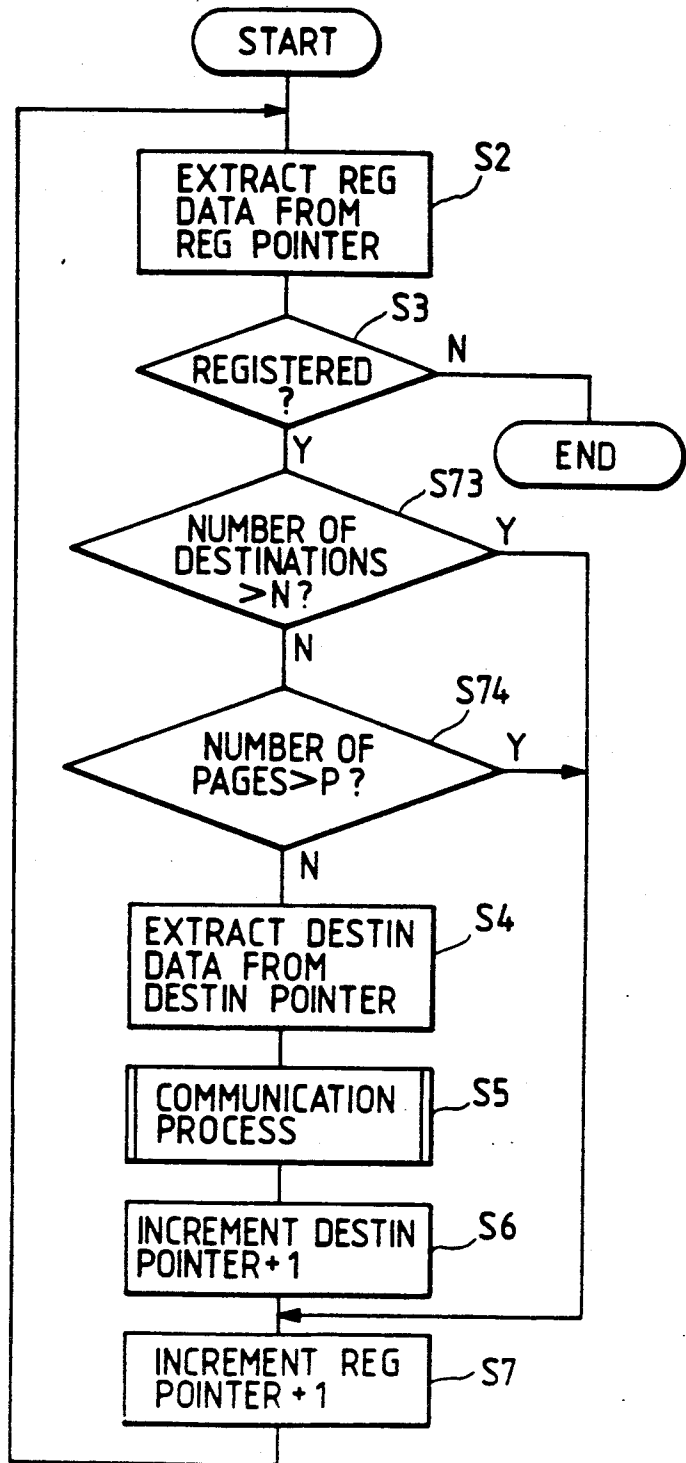 START
S2
EXTRACT REG
DATA FROM
REG POINTER
S3
N
REGISTERED
?
END
Y
S73
NUMBER OF
DESTINATIONS
>N?
Y
N
S74
NUMBER OF
PAGES>P?
Y
N
S4
EXTRACT DESTIN
DATA FROM
DESTIN POINTER
S5
COMMUNICATION
PROCESS
S6
INCREMENT DESTIN
POINTER+1
S7
INCREMENT REG
POINTER+1